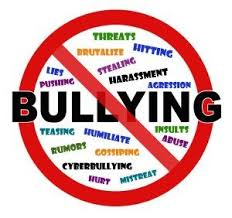 THREATS
BRUTALIZE HITTING
STEALING
LIES
HARASSMENT
PUSHING
AGRESSION
BULLYING
TEASING
HUMILIATE
INSULTS
RUMORS
GOSSIPING
ABUSE
CYBERBULLYING
HURT MISTREAT